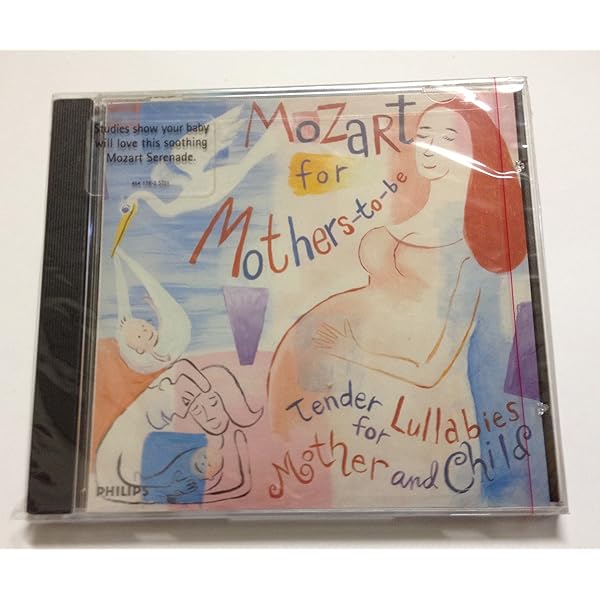 Studies show your baby
will love this soothing
Mozart Serenade.
MOZART
for
Mothers-to-be
Tender Lullabies
for
Mother and Child
PHILIPS